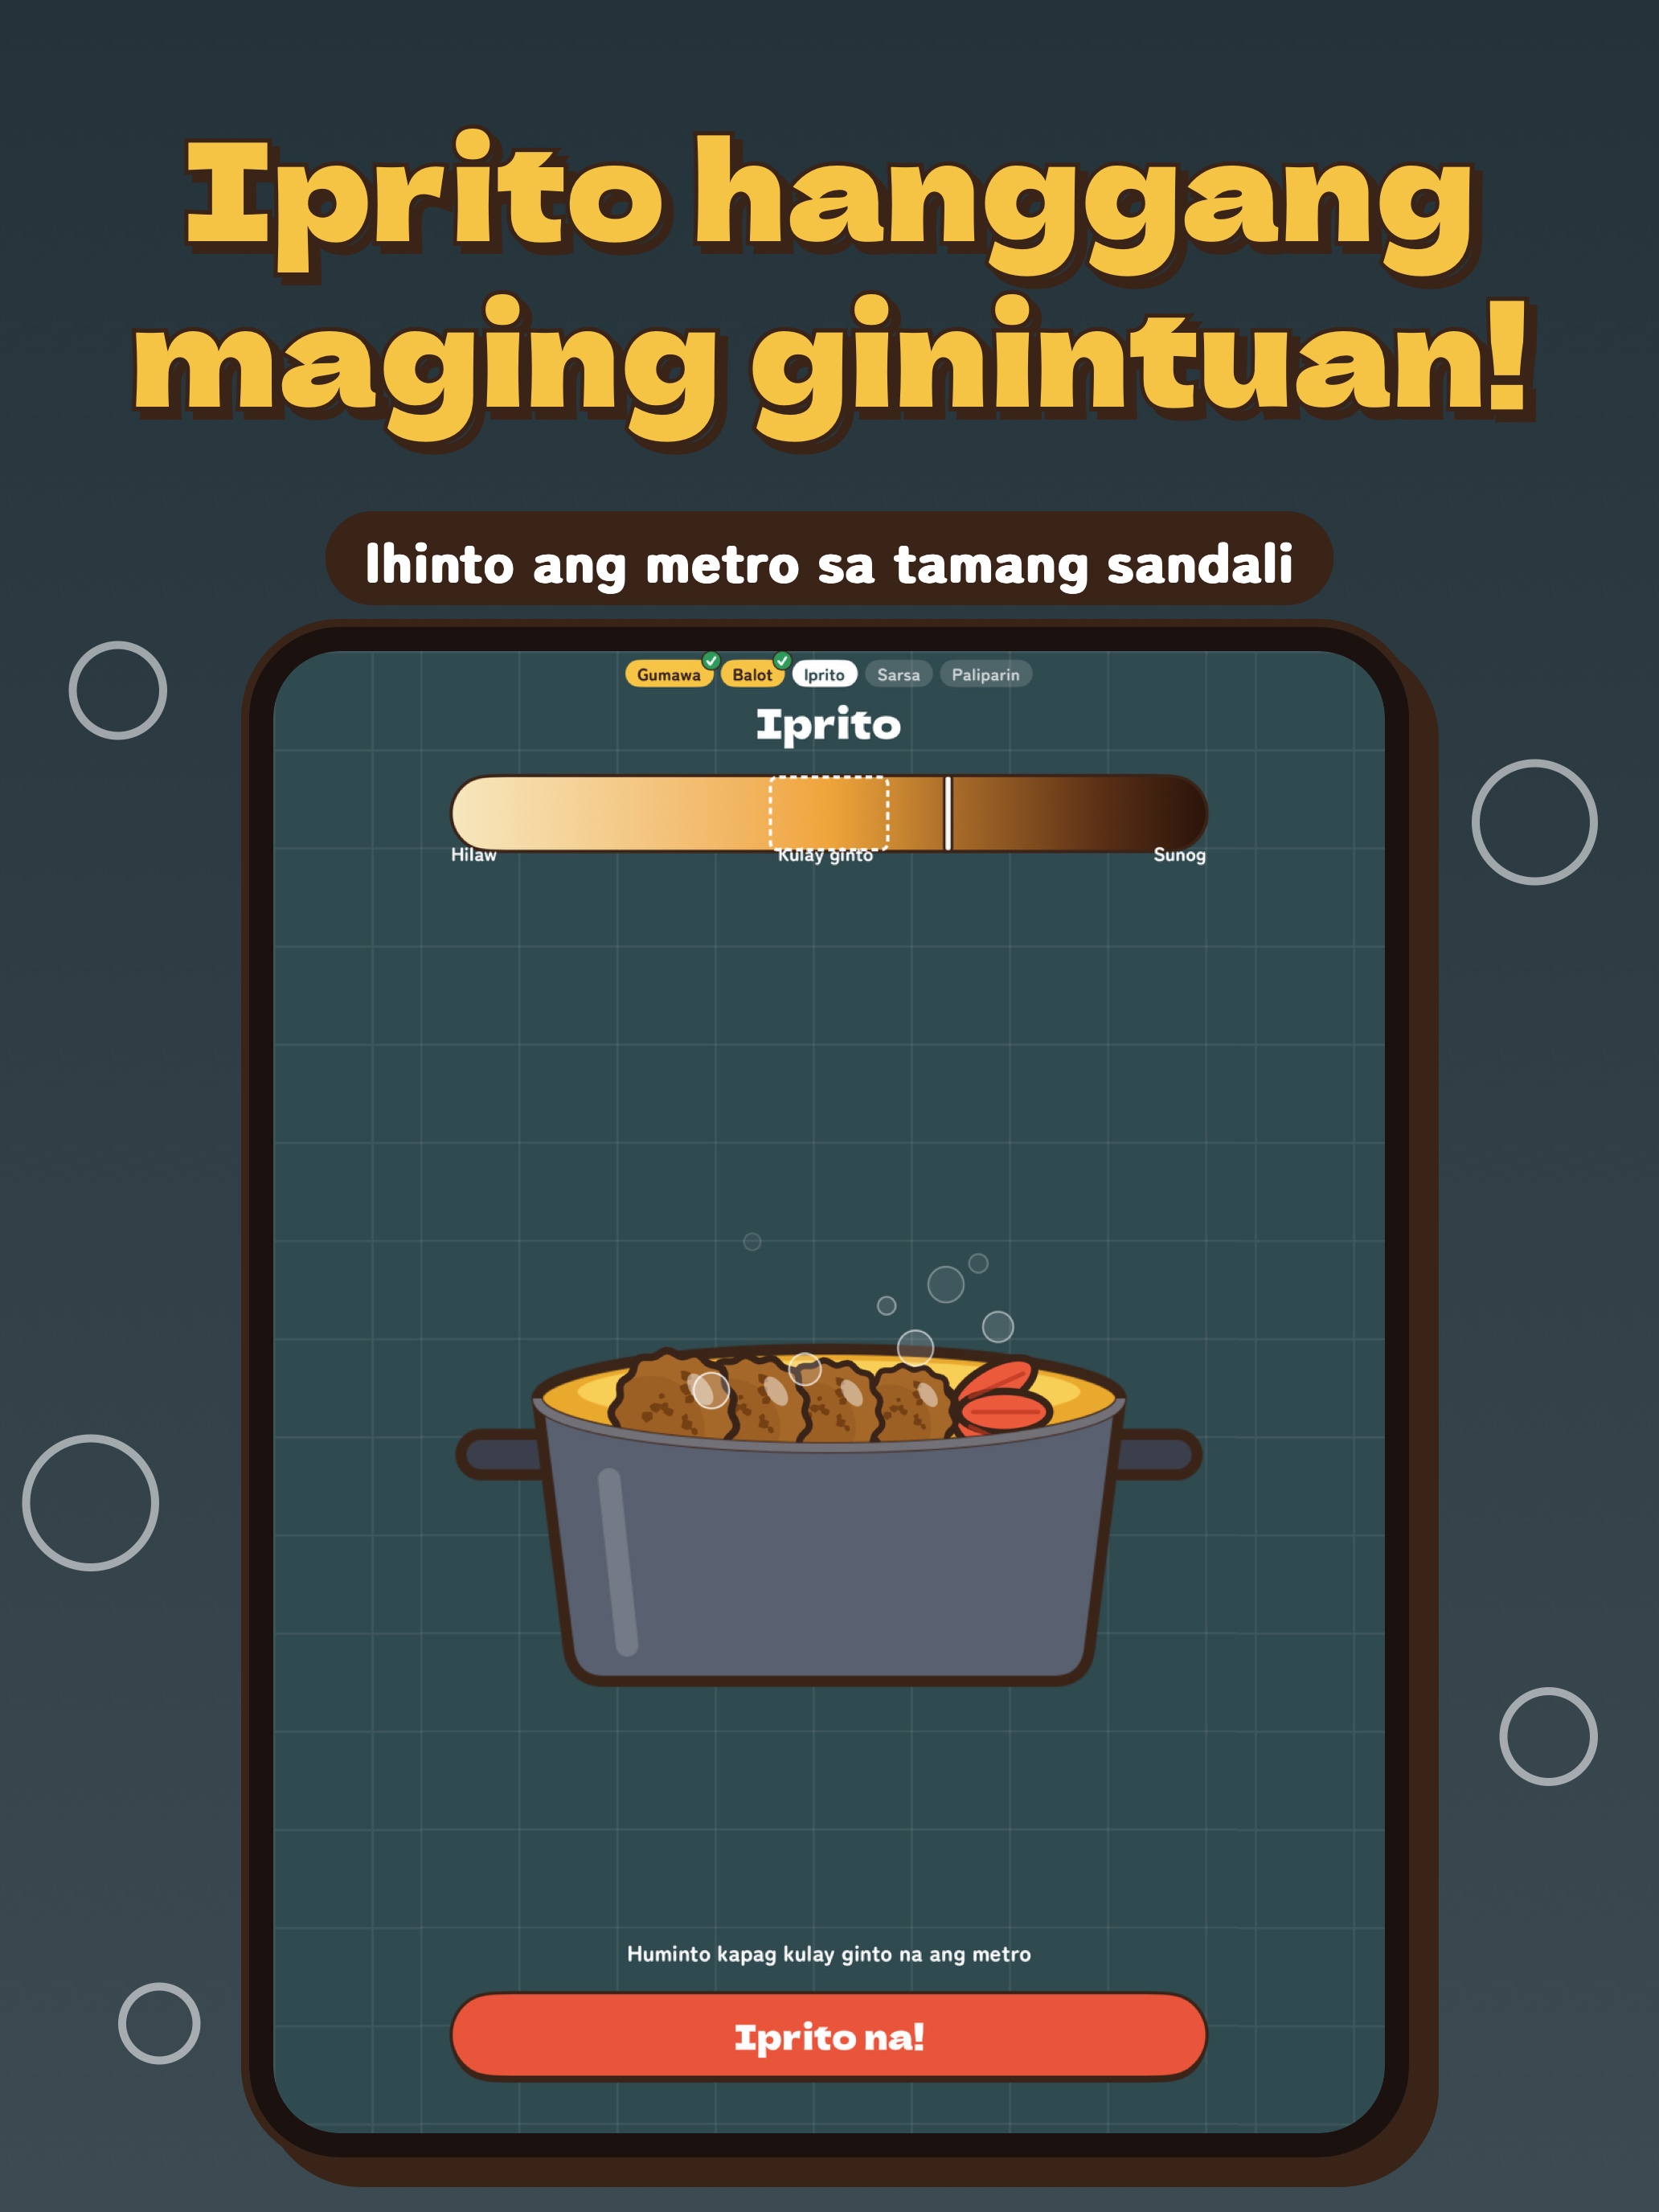 Iprito hanggang
maging ginintuan!
Ihinto ang metro sa tamang sandali
Gumawa Balot Iprito Sarsa Paliparin
Iprito
Hilaw Kulay ginto Sunog
Huminto kapag kulay ginto na ang metro
Iprito na!